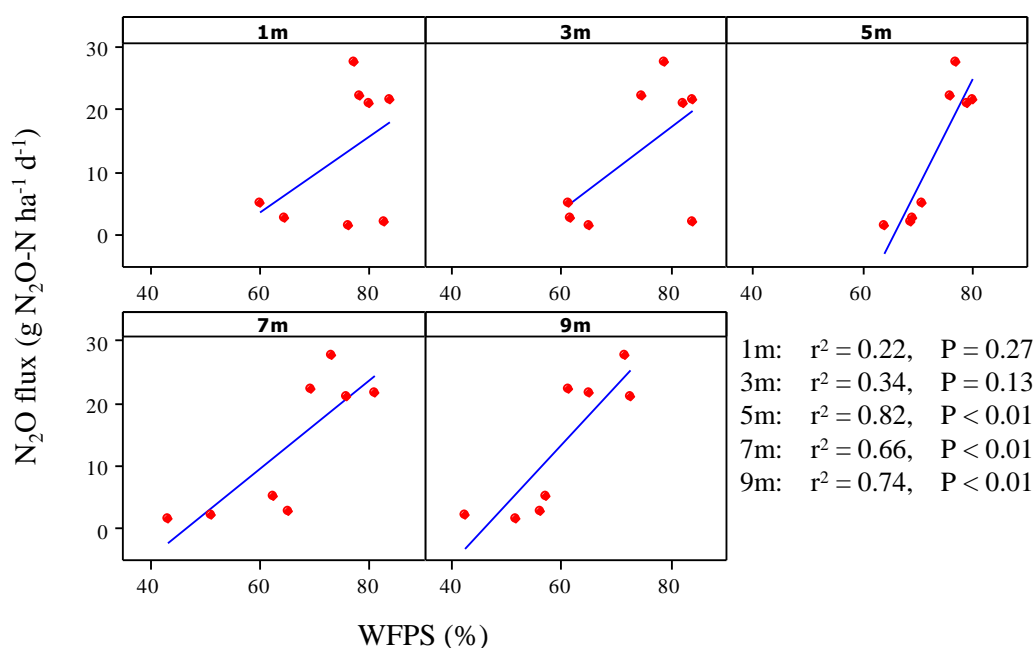 1m 3m 5m
30
20
10
0
40 60 80 40 60 80 40 60 80
7m 9m
30
20
10
0
40 60 80 40 60 80
N₂O flux (g N₂O-N ha⁻¹ d⁻¹)
WFPS (%)
1m: r² = 0.22, P = 0.27
3m: r² = 0.34, P = 0.13
5m: r² = 0.82, P < 0.01
7m: r² = 0.66, P < 0.01
9m: r² = 0.74, P < 0.01